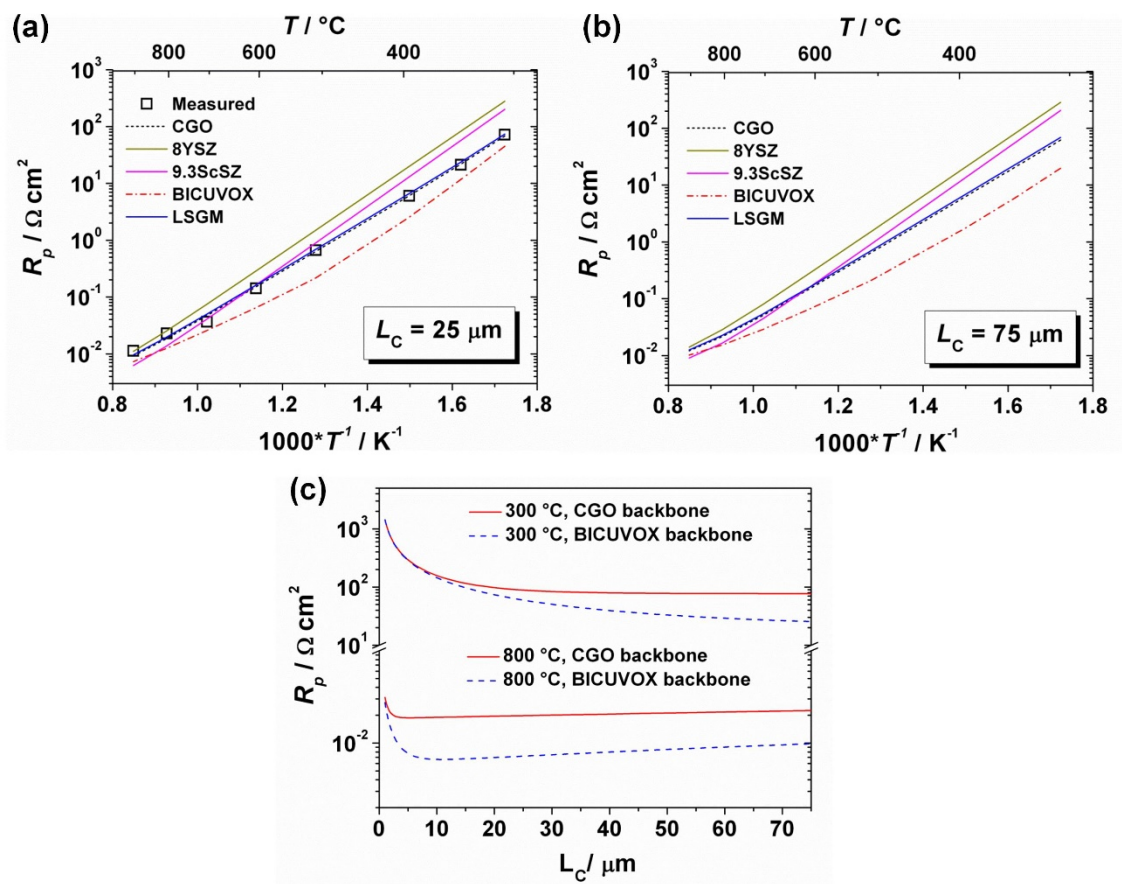 (a)
T / °C
800 600 400
10³
10²
10¹
10⁰
10⁻¹
10⁻²
R_p / Ω cm²
Measured
CGO
8YSZ
9.3ScSZ
BICUVOX
LSGM
L_C = 25 μm
0.8 1.0 1.2 1.4 1.6 1.8
1000*T⁻¹ / K⁻¹
(b)
T / °C
800 600 400
10³
10²
10¹
10⁰
10⁻¹
10⁻²
R_p / Ω cm²
CGO
8YSZ
9.3ScSZ
BICUVOX
LSGM
L_C = 75 μm
0.8 1.0 1.2 1.4 1.6 1.8
1000*T⁻¹ / K⁻¹
(c)
10³
10²
10¹
10⁻²
R_p / Ω cm²
300 °C, CGO backbone
300 °C, BICUVOX backbone
800 °C, CGO backbone
800 °C, BICUVOX backbone
0 10 20 30 40 50 60 70
L_C/ μm